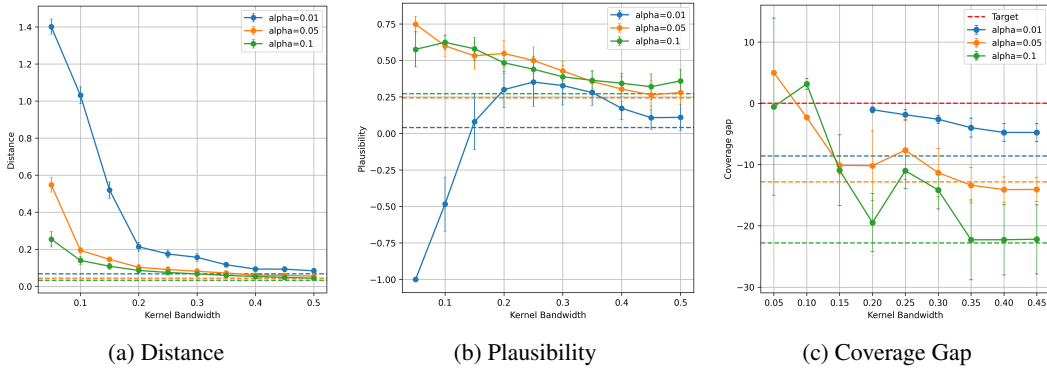 1.4
1.2
1.0
0.8
0.6
0.4
0.2
0.0
Distance
0.1
0.2
0.3
0.4
0.5
Kernel Bandwidth
alpha=0.01
alpha=0.05
alpha=0.1
(a) Distance
0.75
0.50
0.25
0.00
−0.25
−0.50
−0.75
−1.00
Plausibility
0.1
0.2
0.3
0.4
0.5
Kernel Bandwidth
alpha=0.01
alpha=0.05
alpha=0.1
(b) Plausibility
10
0
−10
−20
−30
Coverage gap
0.05
0.10
0.15
0.20
0.25
0.30
0.35
0.40
0.45
Kernel Bandwidth
Target
alpha=0.01
alpha=0.05
alpha=0.1
(c) Coverage Gap